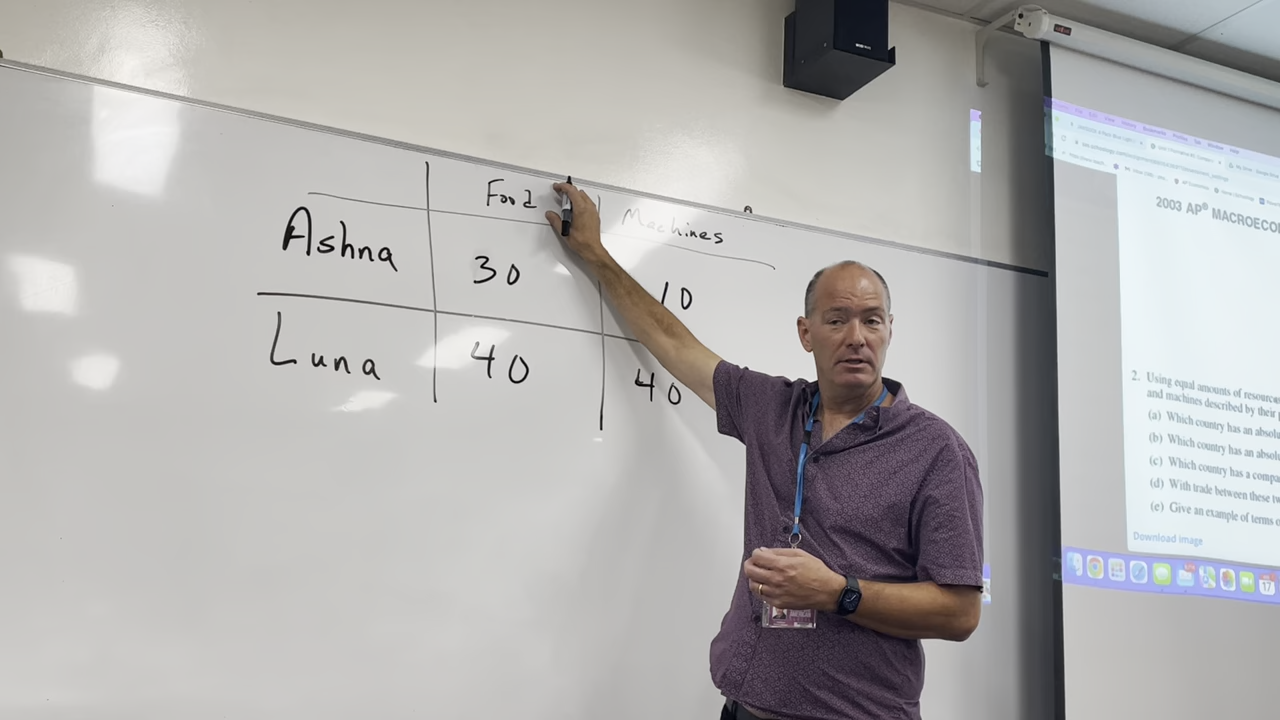 Food Machines
Ashna 30 10
Luna 40 40
2003 AP® MACROECO
2. Using equal amounts of resource
and machines described by their
(a) Which country has an absol
(b) Which country has an absol
(c) Which country has a compa
(d) With trade between these tw
(e) Give an example of terms o
Download image
17